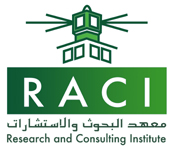 RACI
معهد البحوث والاستشارات
Research and Consulting Institute